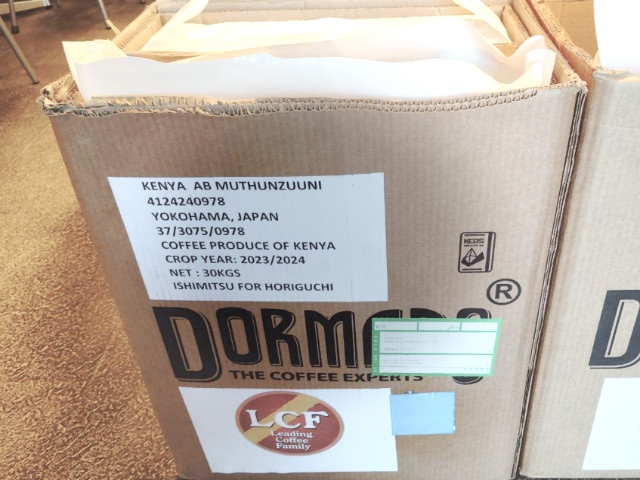 KENYA AB MUTHUNZUUNI
4124240978
YOKOHAMA, JAPAN
37/3075/0978
COFFEE PRODUCE OF KENYA
CROP YEAR: 2023/2024
NET : 30KGS
ISHIMITSU FOR HORIGUCHI
®
THE COFFEE EXPERTS
LCF
Leading
Coffee
Family